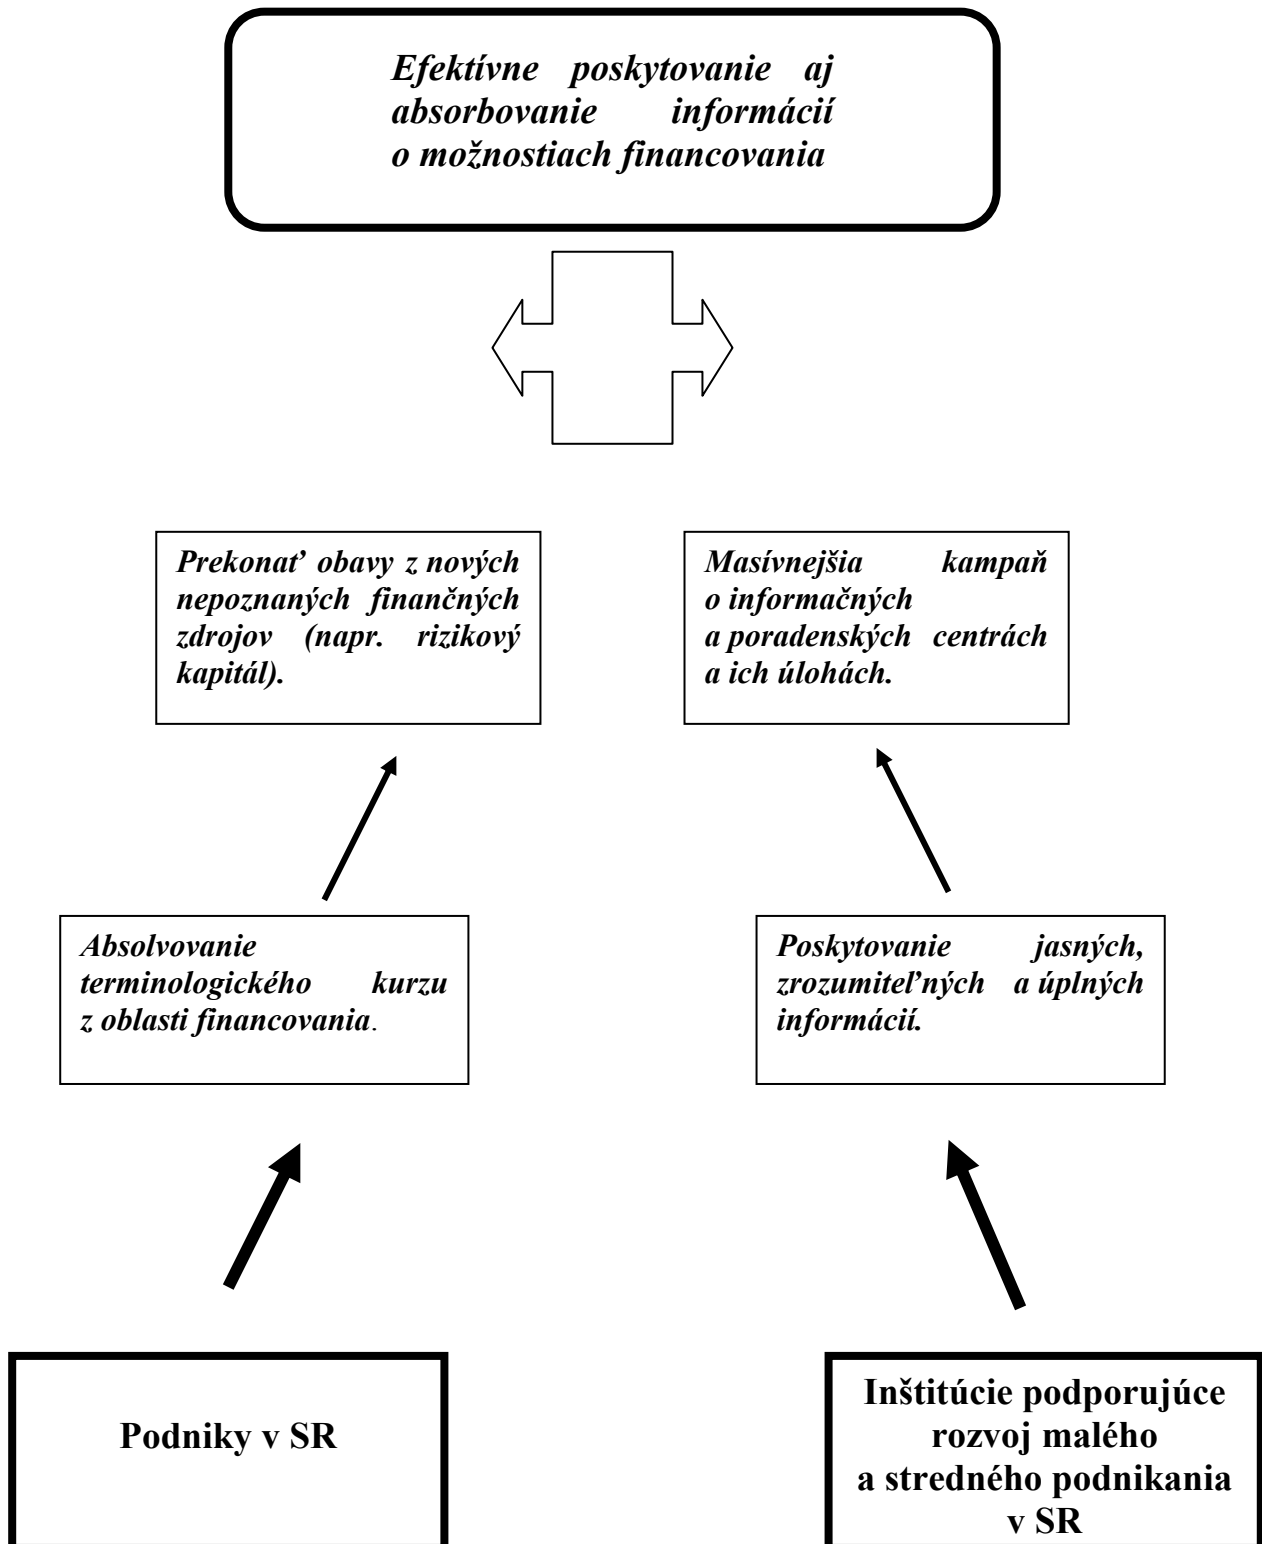 Efektívne poskytovanie aj
absorbovanie informácií
o možnostiach financovania
Prekonať obavy z nových
nepoznaných finančných
zdrojov (napr. rizikový
kapitál).
Masívnejšia kampaň
o informačných
a poradenských centrách
a ich úlohách.
Absolvovanie
terminologického kurzu
z oblasti financovania.
Poskytovanie jasných,
zrozumiteľných a úplných
informácií.
Podniky v SR
Inštitúcie podporujúce
rozvoj malého
a stredného podnikania
v SR